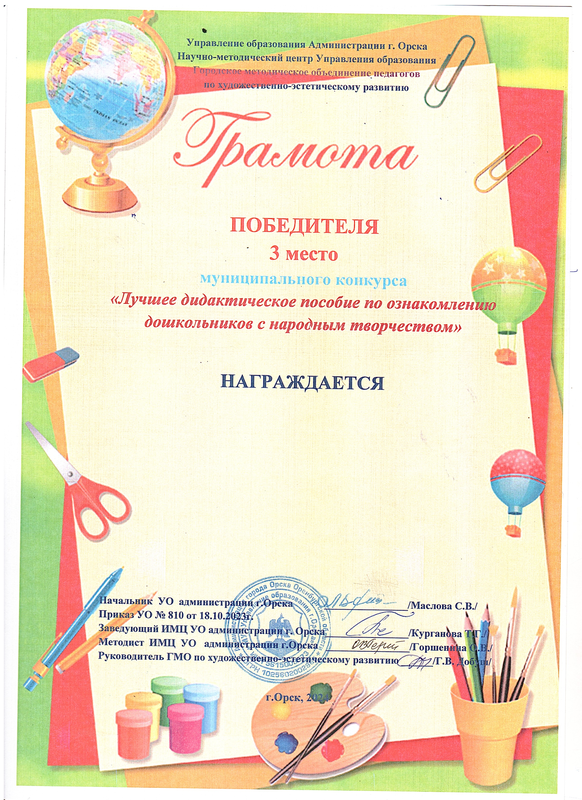 Управление образования Администрации г. Орска
Научно-методический центр Управления образования
Городское методическое объединение педагогов
по художественно-эстетическому развитию
Грамота
ПОБЕДИТЕЛЯ
3 место
муниципального конкурса
«Лучшее дидактическое пособие по ознакомлению
дошкольников с народным творчеством»
НАГРАЖДАЕТСЯ
Начальник УО администрации г.Орска /Маслова С.В./
Приказ УО № 810 от 18.10.2023г.
Заведующий ИМЦ УО администрации г. Орска /Курганова Т.Г./
Методист ИМЦ УО администрации г.Орска /Горшенина С.В./
Руководитель ГМО по художественно-эстетическому развитию /Г.В. Добуш/
г.Орск,